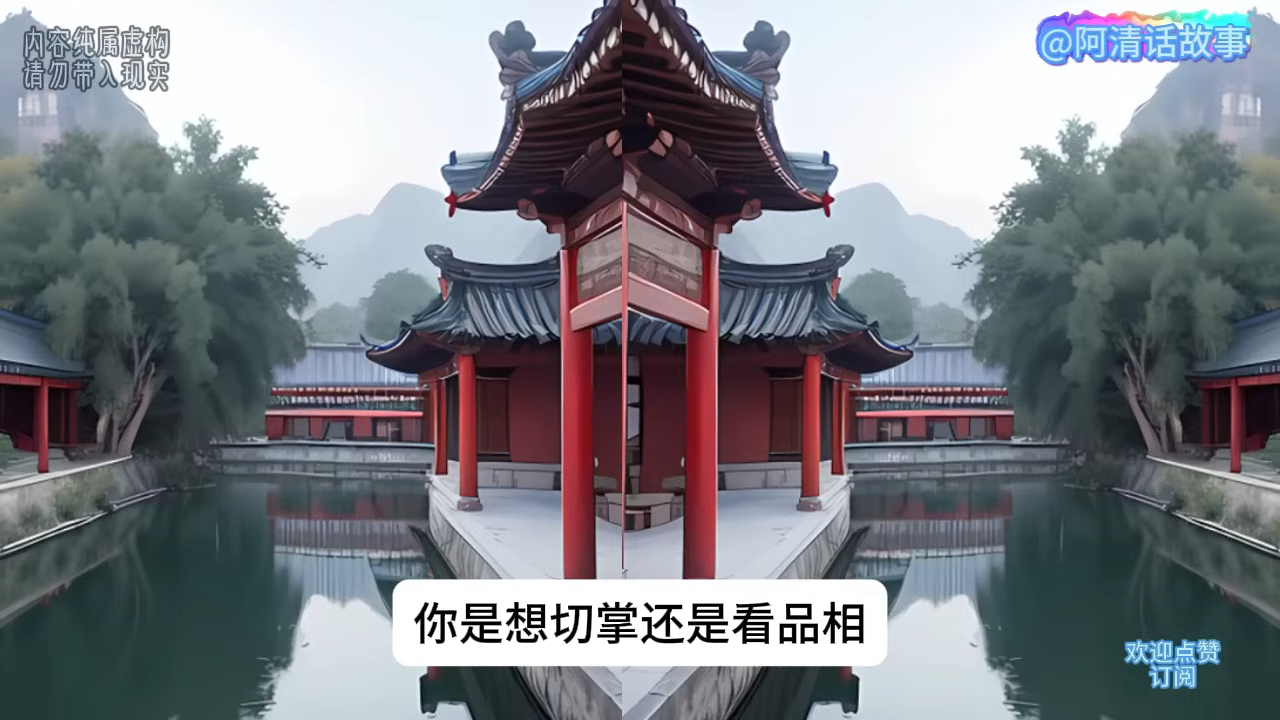 内容纯属虚构
请勿带入现实
@阿清话故事
你是想切掌还是看品相
欢迎点赞
订阅